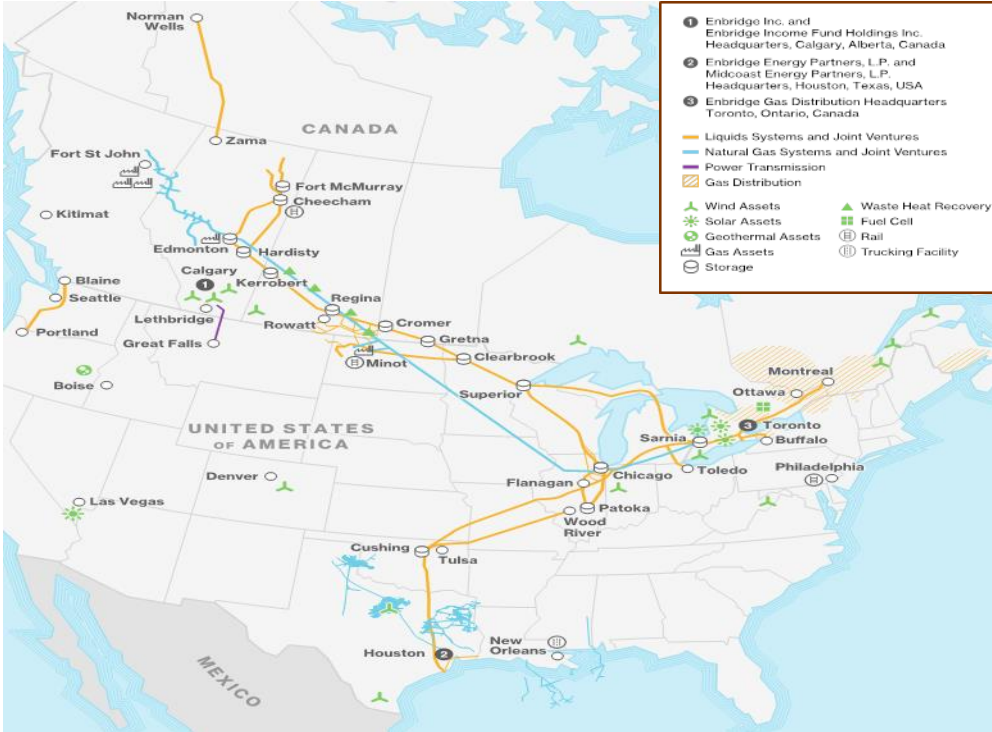 Norman
Wells
1 Enbridge Inc. and
Enbridge Income Fund Holdings Inc.
Headquarters, Calgary, Alberta, Canada
2 Enbridge Energy Partners, L.P. and
Midcoast Energy Partners, L.P.
Headquarters, Houston, Texas, USA
3 Enbridge Gas Distribution Headquarters
Toronto, Ontario, Canada
Liquids Systems and Joint Ventures
Natural Gas Systems and Joint Ventures
Power Transmission
Gas Distribution
Wind Assets
Solar Assets
Geothermal Assets
Gas Assets
Storage
Waste Heat Recovery
Fuel Cell
Rail
Trucking Facility
CANADA
Zama
Fort St John
Fort McMurray
Cheecham
Kitimat
Edmonton
Hardisty
Calgary
1
Kerrobert
Blaine
Seattle
Portland
Lethbridge
Great Falls
Regina
Rowatt
Cromer
Gretna
Minot
Clearbrook
Superior
Boise
Montreal
Ottawa
3 Toronto
Sarnia
Buffalo
UNITED STATES
OF AMERICA
Toledo
Philadelphia
Chicago
Flanagan
Denver
Patoka
Wood
River
Las Vegas
Cushing
Tulsa
Houston 2
New
Orleans
MEXICO